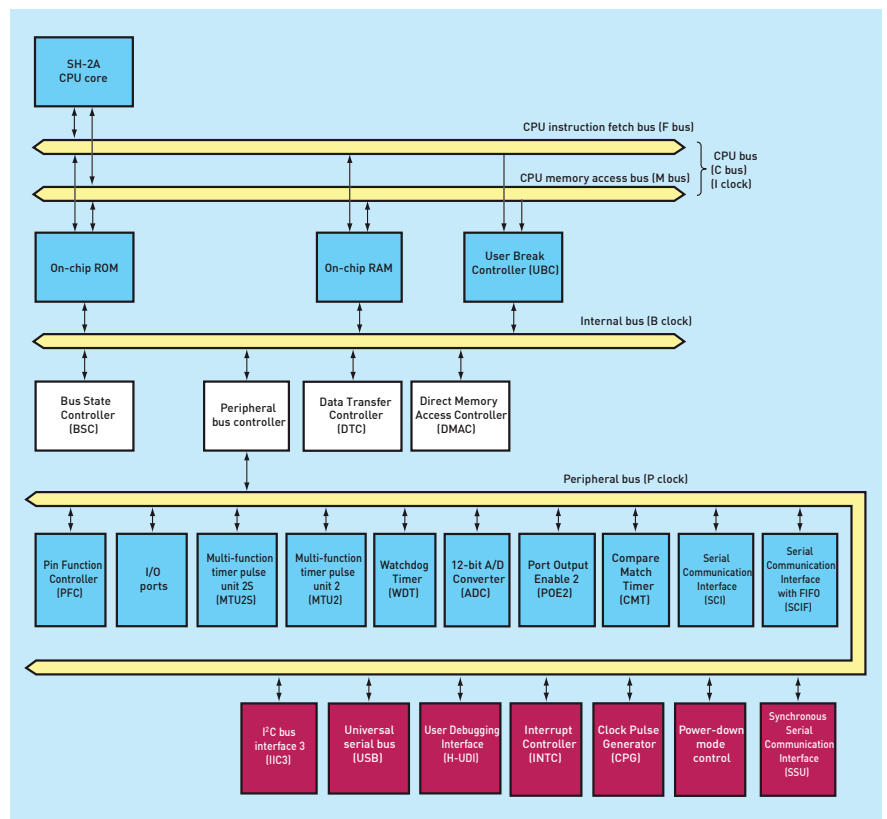 SH-2A
CPU core
CPU instruction fetch bus (F bus)
CPU bus
(C bus)
(I clock)
CPU memory access bus (M bus)
On-chip ROM
On-chip RAM
User Break
Controller (UBC)
Internal bus (B clock)
Bus State
Controller
(BSC)
Peripheral
bus controller
Data Transfer
Controller
(DTC)
Direct Memory
Access Controller
(DMAC)
Peripheral bus (P clock)
Pin Function
Controller
(PFC)
I/O
ports
Multi-function
timer pulse
unit 2S
(MTU2S)
Multi-function
timer pulse
unit 2
(MTU2)
Watchdog
Timer
(WDT)
12-bit A/D
Converter
(ADC)
Port Output
Enable 2
(POE2)
Compare
Match
Timer
(CMT)
Serial
Communication
Interface
(SCI)
Serial
Communication
Interface
with FIFO
(SCIF)
I²C bus
interface 3
(IIC3)
Universal
serial bus
(USB)
User Debugging
Interface
(H-UDI)
Interrupt
Controller
(INTC)
Clock Pulse
Generator
(CPG)
Power-down
mode
control
Synchronous
Serial
Communication
Interface
(SSU)